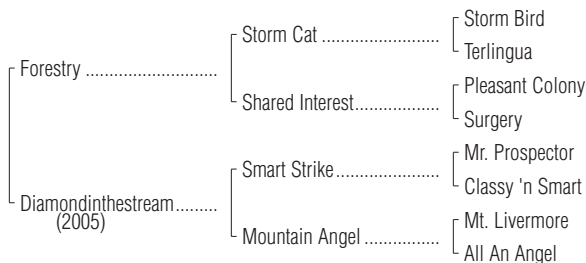 Storm Bird
Storm Cat ........................
Terlingua
Forestry ...........................
Pleasant Colony
Shared Interest.................
Surgery
Mr. Prospector
Smart Strike.....................
Classy 'n Smart
Diamondinthestream.........
(2005)
Mt. Livermore
Mountain Angel ...............
All An Angel